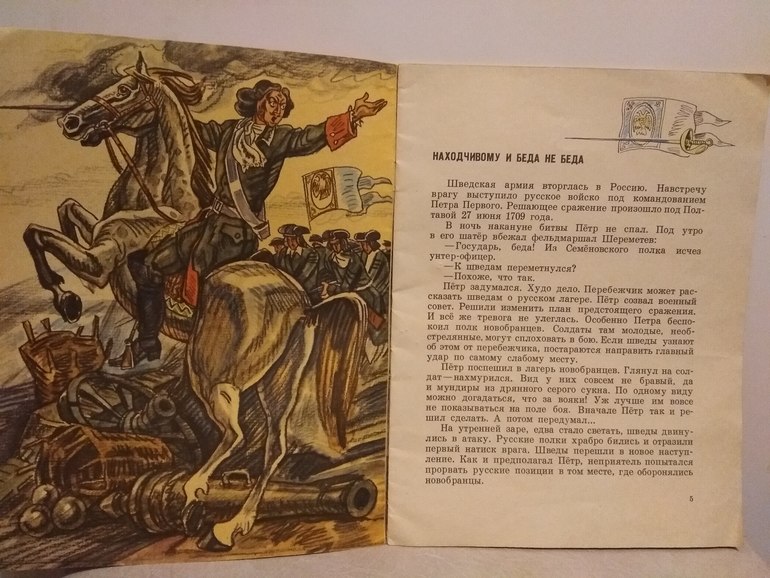 НАХОДЧИВОМУ И БЕДА НЕ БЕДА
Шведская армия вторглась в Россию. Навстречу
врагу выступило русское войско под командованием
Петра Первого. Решающее сражение произошло под Пол-
тавой 27 июня 1709 года.
В ночь накануне битвы Пётр не спал. Под утро
в его шатёр вбежал фельдмаршал Шереметев:
—Государь, беда! Из Семёновского полка исчез
унтер-офицер.
—К шведам переметнулся?
—Похоже, что так.
Пётр задумался. Худо дело. Перебежчик может рас-
сказать шведам о русском лагере. Пётр созвал военный
совет. Решили изменить план предстоящего сражения.
И всё же тревога не улеглась. Особенно Петра беспо-
коил полк новобранцев. Солдаты там молодые, необ-
стрелянные, могут сплоховать в бою. Если шведы узнают
об этом от перебежчика, постараются направить главный
удар по самому слабому месту.
Пётр поспешил в лагерь новобранцев. Глянул на сол-
дат—нахмурился. Вид у них совсем не бравый, да
и мундиры из дрянного серого сукна. По одному виду
можно догадаться, что за вояки! Уж лучше им вовсе
не показываться на поле боя. Вначале Пётр так и ре-
шил сделать. А потом передумал...
На утренней заре, едва стало светать, шведы двину-
лись в атаку. Русские полки храбро бились и отразили
первый натиск врага. Шведы перешли в новое наступ-
ление. Как и предполагал Пётр, неприятель попытался
прорвать русские позиции в том месте, где оборонялись
новобранцы.
5